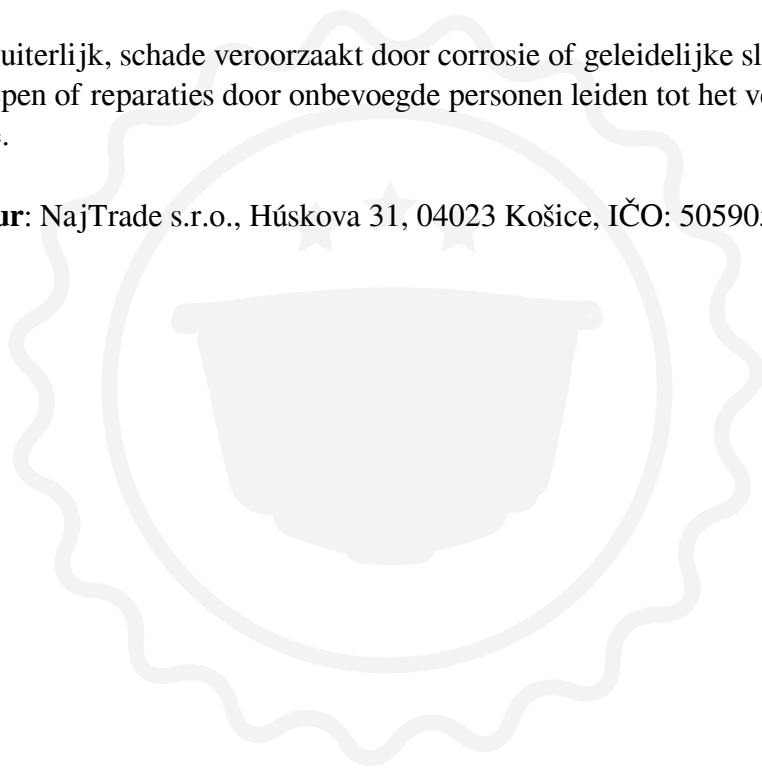 uiterlijk, schade veroorzaakt door corrosie of geleidelijke sl
pen of reparaties door onbevoegde personen leiden tot het v
ur: NajTrade s.r.o., Húskova 31, 04023 Košice, IČO: 50590